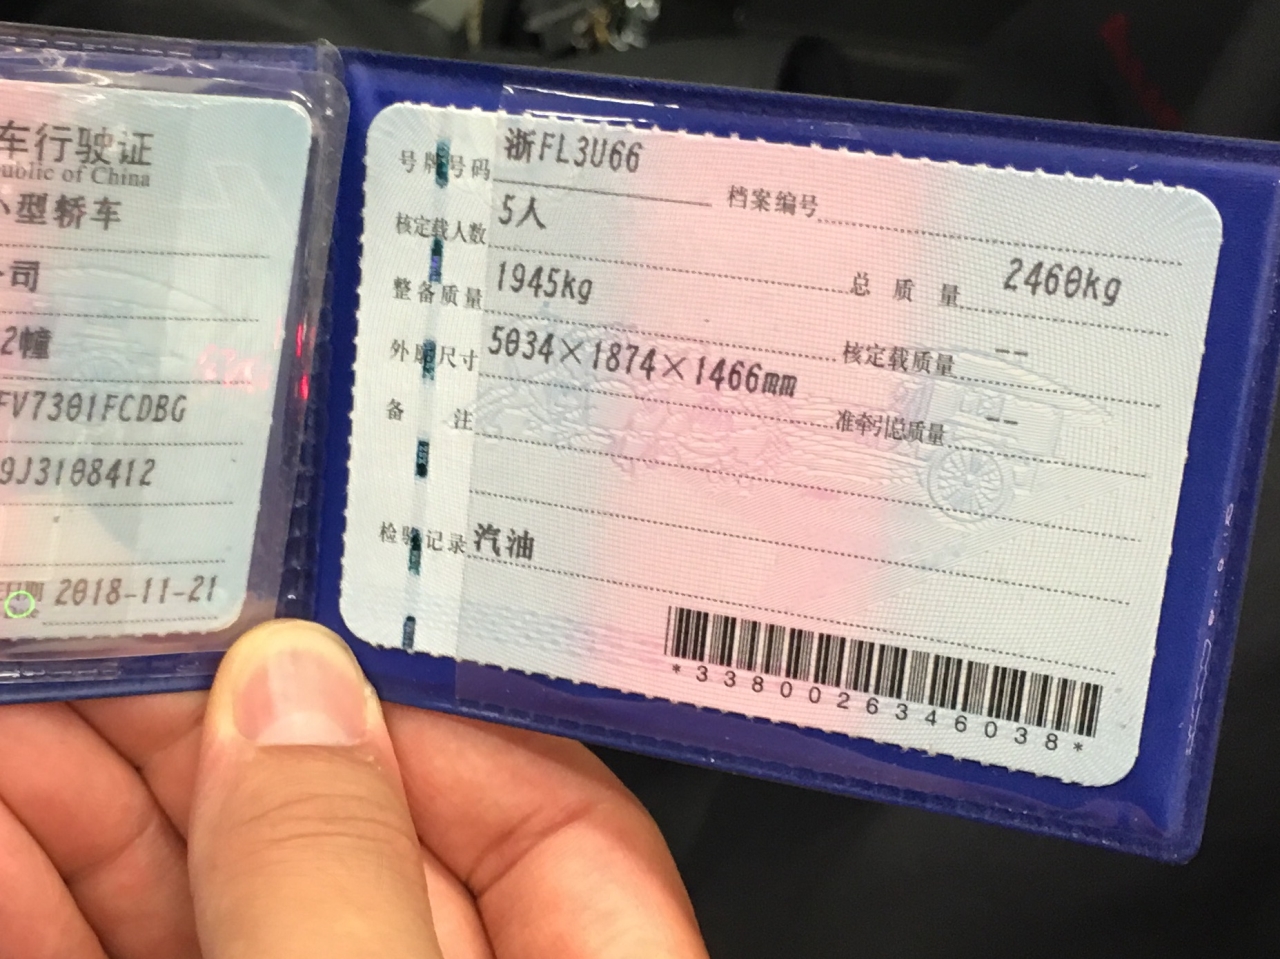 车行驶证
ublic of China
小型轿车
公司
2幢
FV7301FCDBG
9J3108412
日期 2018-11-21
号牌号码 浙FL3U66
档案编号
核定载人数 5人
总质量 2460kg
整备质量 1945kg
核定载质量 --
外廓尺寸 5034×1874×1466mm
准牵引总质量 --
备注
检验记录 汽油
*3380026346038*